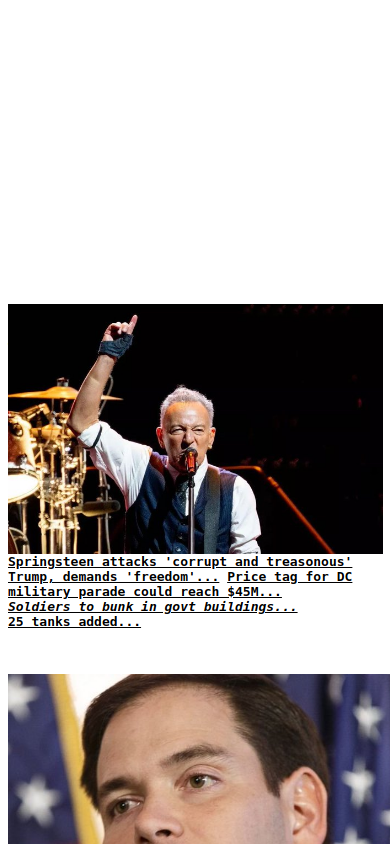 Springsteen attacks 'corrupt and treasonous'
Trump, demands 'freedom'... Price tag for DC
military parade could reach $45M...
Soldiers to bunk in govt buildings...
25 tanks added...